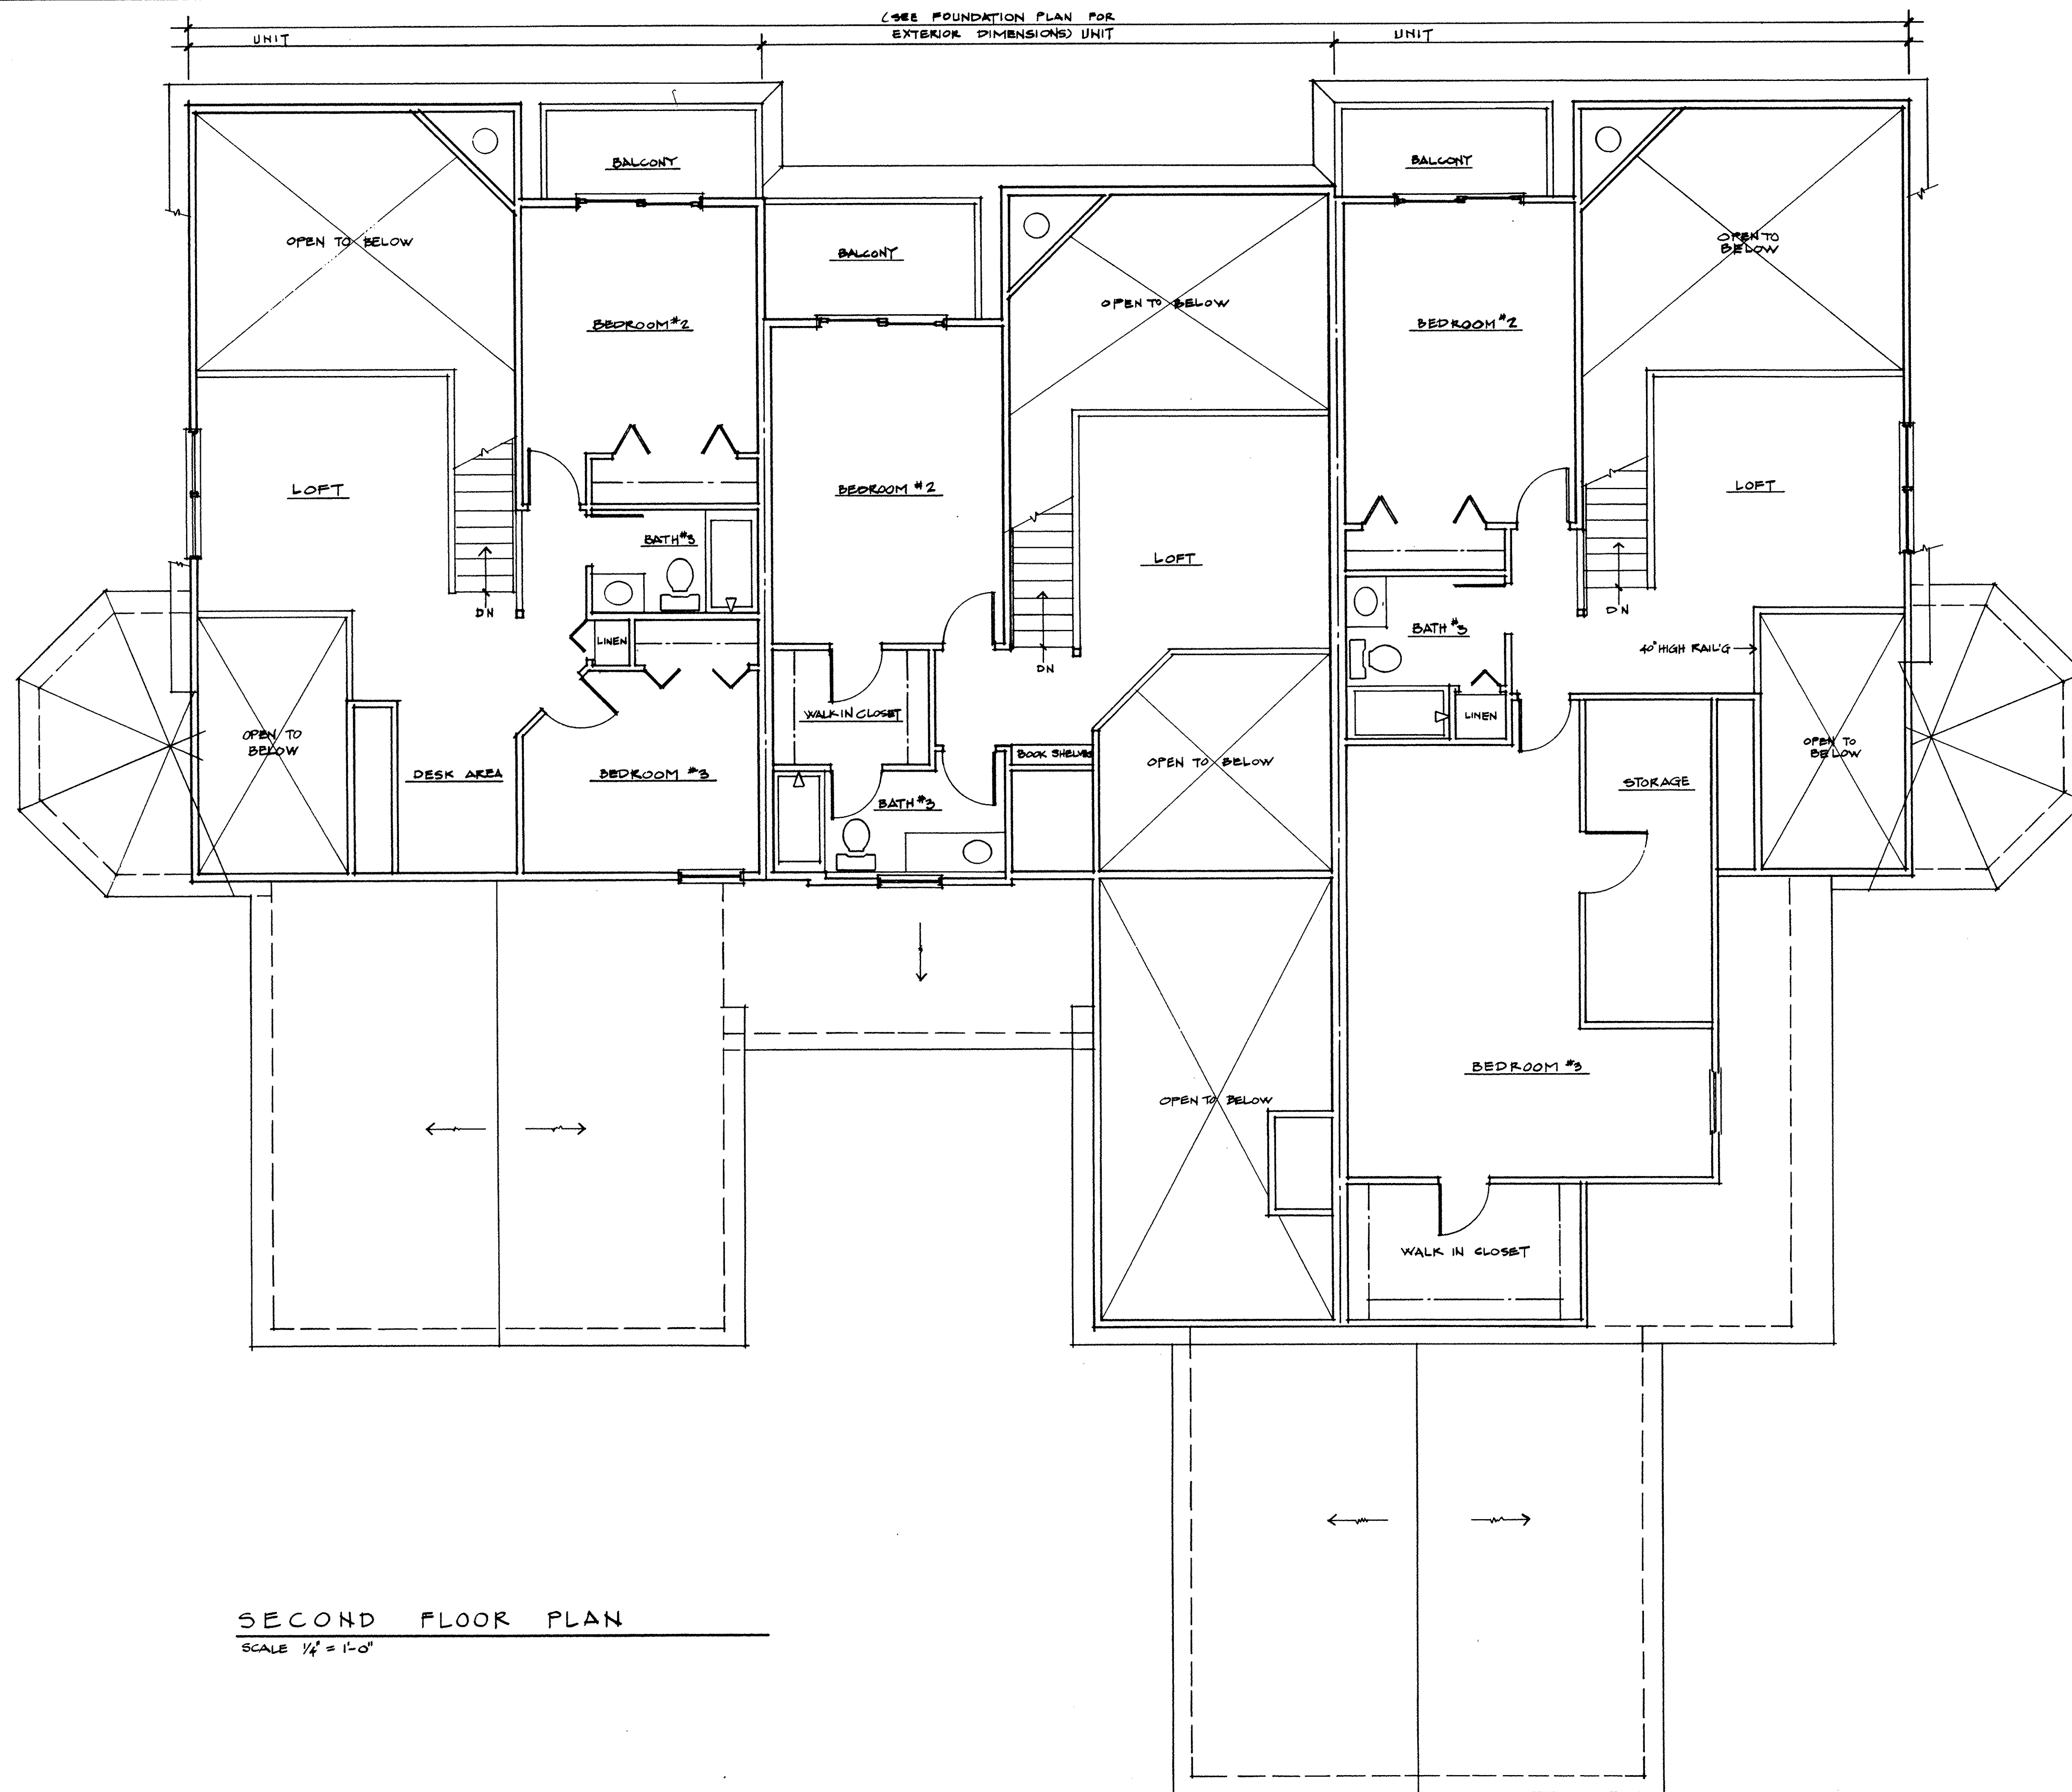 (SEE FOUNDATION PLAN FOR
EXTERIOR DIMENSIONS) UNIT
UNIT
UNIT
BALCONY
BALCONY
OPEN TO BELOW
OPEN TO
BELOW
BALCONY
OPEN TO BELOW
BEDROOM #2
BEDROOM #2
LOFT
BEDROOM #2
LOFT
BATH #3
LOFT
DN
DN
LINEN
BATH #3
40" HIGH RAIL'G
DN
WALK IN CLOSET
LINEN
OPEN TO
BELOW
BOOK SHELVES
OPEN TO
BELOW
DESK AREA
BEDROOM #3
OPEN TO BELOW
STORAGE
BATH #3
BEDROOM #3
OPEN TO BELOW
WALK IN CLOSET
SECOND FLOOR PLAN
SCALE 1/4" = 1'-0"